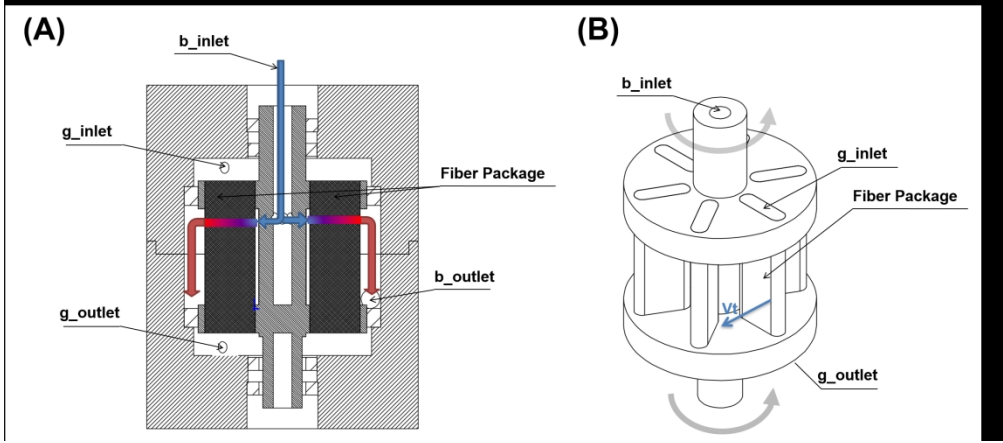 (A)
b_inlet
g_inlet
Fiber Package
b_outlet
g_outlet
(B)
b_inlet
g_inlet
Fiber Package
Vt
g_outlet